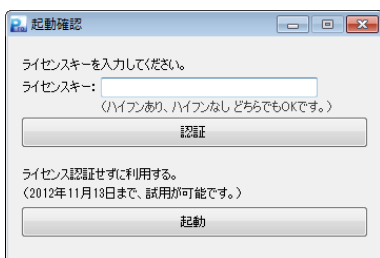 起動確認
ライセンスキーを入力してください。
ライセンスキー:
(ハイフンあり、ハイフンなし どちらでもOKです。)
認証
ライセンス認証せずに利用する。
(2012年11月13日まで、試用が可能です。)
起動